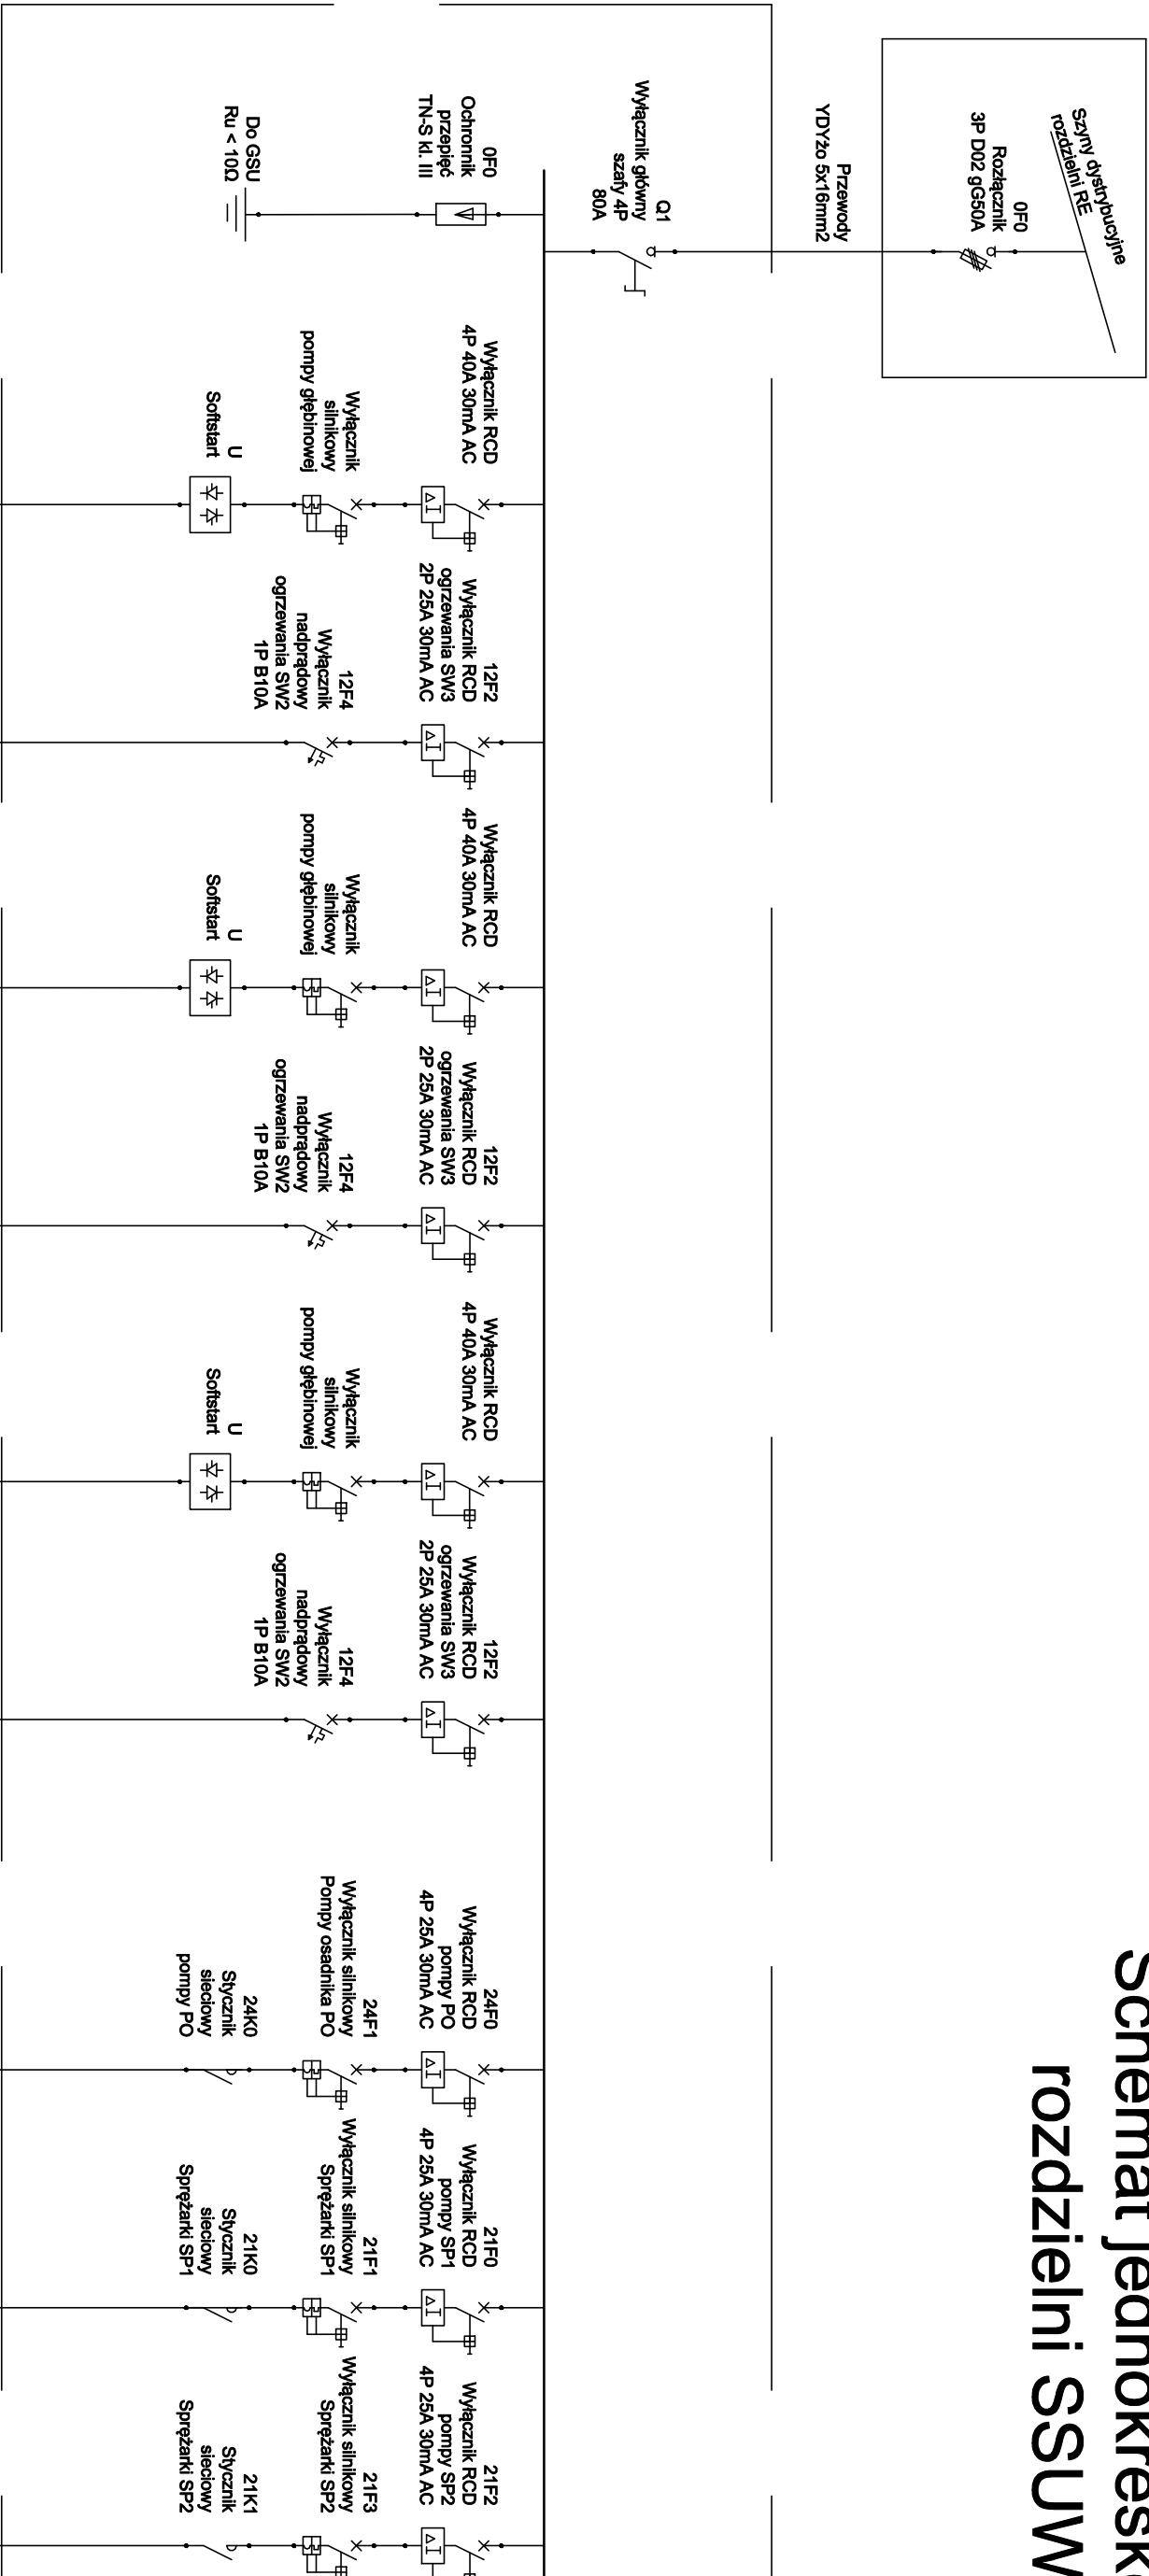 Schemat jednokresk
rozdzielni SSUW
Szyny dystrybucyjne
rozdzielni RE
0F0
Rozłącznik
3P D02 gG50A
Przewody
YDYżo 5x16mm2
Q1
Wyłącznik główny
szafy 4P
80A
0F0
Ochronnik
przepięć
TN-S kl. III
Do GSU
Ru < 10Ω
Wyłącznik RCD
4P 40A 30mA AC
Wyłącznik
silnikowy
pompy głębinowej
U
Softstart
12F2
Wyłącznik RCD
ogrzewania SW3
2P 25A 30mA AC
12F4
Wyłącznik
nadprądowy
ogrzewania SW2
1P B10A
Wyłącznik RCD
4P 40A 30mA AC
Wyłącznik
silnikowy
pompy głębinowej
U
Softstart
12F2
Wyłącznik RCD
ogrzewania SW3
2P 25A 30mA AC
12F4
Wyłącznik
nadprądowy
ogrzewania SW2
1P B10A
Wyłącznik RCD
4P 40A 30mA AC
Wyłącznik
silnikowy
pompy głębinowej
U
Softstart
12F2
Wyłącznik RCD
ogrzewania SW3
2P 25A 30mA AC
12F4
Wyłącznik
nadprądowy
ogrzewania SW2
1P B10A
24F0
Wyłącznik RCD
pompy PO
4P 25A 30mA AC
24F1
Wyłącznik silnikowy
Pompy osadnika PO
24K0
Stycznik
sieciowy
pompy PO
21F0
Wyłącznik RCD
pompy SP1
4P 25A 30mA AC
21F1
Wyłącznik silnikowy
Sprężarki SP1
21K0
Stycznik
sieciowy
Sprężarki SP1
21F2
Wyłącznik RCD
pompy SP2
4P 25A 30mA AC
21F3
Wyłącznik silnikowy
Sprężarki SP2
21K1
Stycznik
sieciowy
Sprężarki SP2